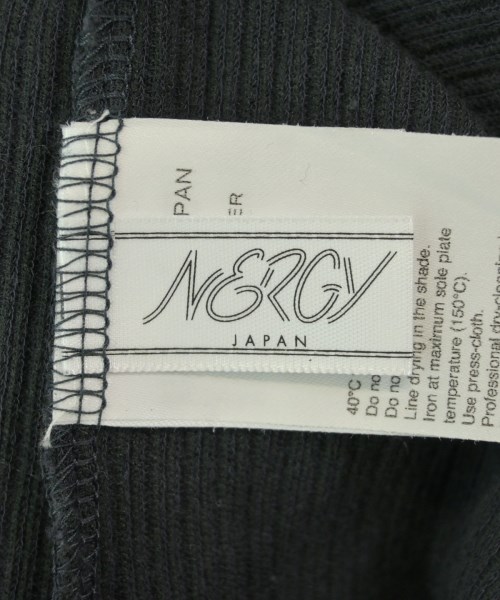 PAN
ER
NERGY
JAPAN
40°C
Do no
Do no
Line drying in the shade.
Iron at maximum sole plate
temperature (150°C).
Use press-cloth.
Professional dry